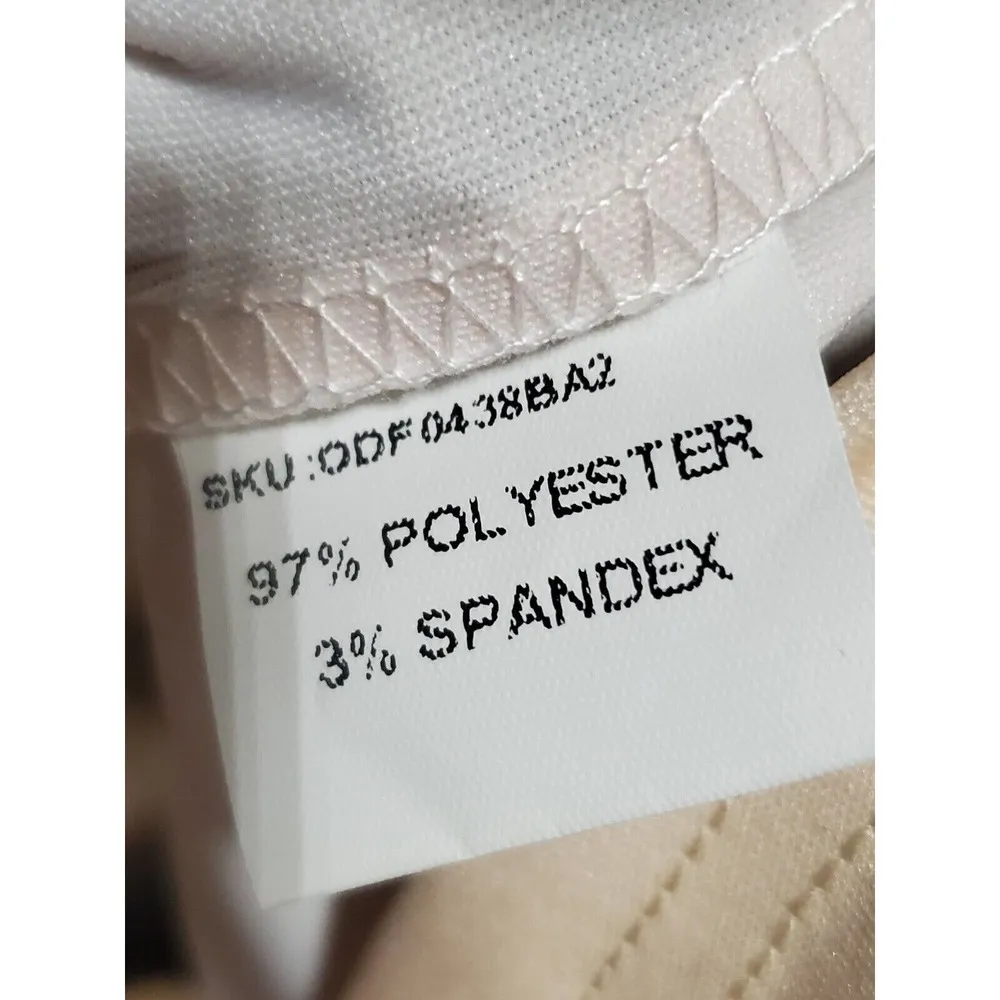 SKU:ODF0438BA2
97% POLYESTER
3% SPANDEX